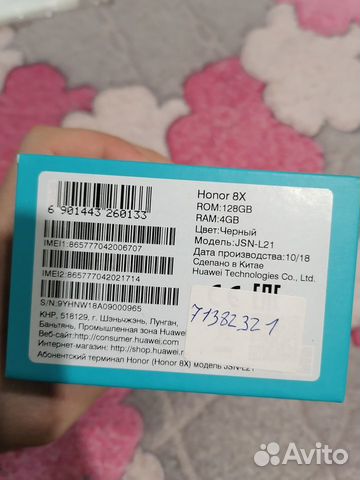 Honor 8X
ROM:128GB
RAM:4GB
Цвет:Черный
Модель:JSN-L21
Дата производства:10/18
Сделано в Китае
Huawei Technologies Co., Ltd.
6 901443 260133
IMEI1:865777042006707
IMEI2:865777042021714
S/N:9YHNW18A09000965
CE EAC
71382321
КНР, 518129, г. Шэньчжэнь, Лунган,
Баньтянь, Промышленная зона Huawei
Веб-сайт:http://consumer.huawei.com
Интернет-магазин: http://shop.huawei
Абонентский терминал Honor (Honor 8X) модель JSN-L21
Avito